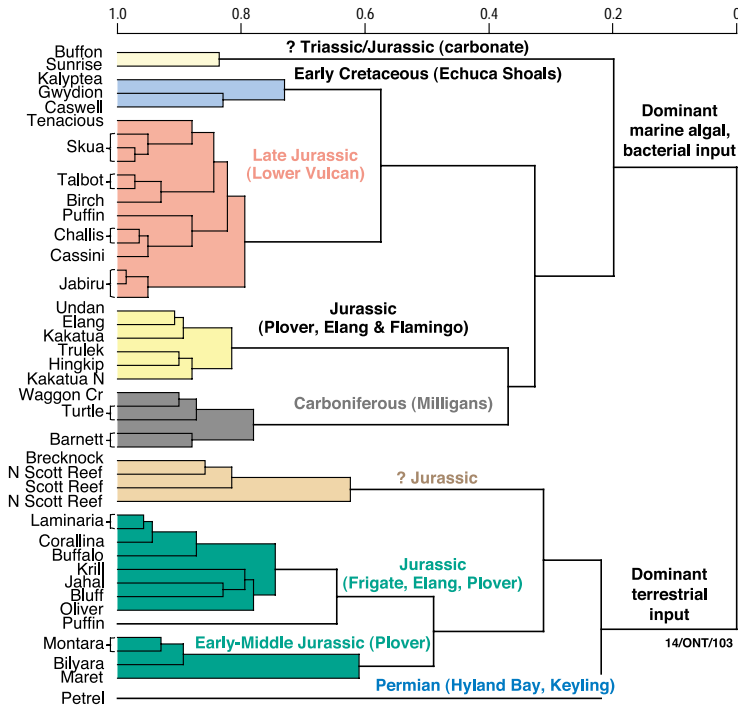 1.0 0.8 0.6 0.4 0.2 0
Buffon
Sunrise
? Triassic/Jurassic (carbonate)
Kalyptea
Gwydion
Caswell
Early Cretaceous (Echuca Shoals)
Dominant
marine algal,
bacterial input
Tenacious
Skua
Talbot
Birch
Puffin
Challis
Cassini
Jabiru
Late Jurassic
(Lower Vulcan)
Undan
Elang
Kakatua
Trulek
Hingkip
Kakatua N
Jurassic
(Plover, Elang & Flamingo)
Waggon Cr
Turtle
Barnett
Carboniferous (Milligans)
Brecknock
N Scott Reef
Scott Reef
N Scott Reef
? Jurassic
Laminaria
Corallina
Buffalo
Krill
Jahal
Bluff
Oliver
Puffin
Jurassic
(Frigate, Elang, Plover)
Dominant
terrestrial
input
14/ONT/103
Montara
Bilyara
Maret
Early-Middle Jurassic (Plover)
Petrel
Permian (Hyland Bay, Keyling)